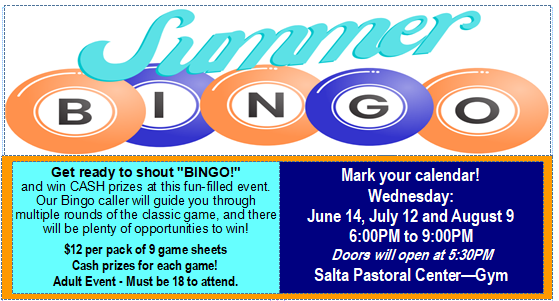 Summer
BINGO
Get ready to shout "BINGO!"
and win CASH prizes at this fun-filled event.
Our Bingo caller will guide you through
multiple rounds of the classic game, and there
will be plenty of opportunities to win!
$12 per pack of 9 game sheets
Cash prizes for each game!
Adult Event - Must be 18 to attend.
Mark your calendar!
Wednesday:
June 14, July 12 and August 9
6:00PM to 9:00PM
Doors will open at 5:30PM
Salta Pastoral Center—Gym